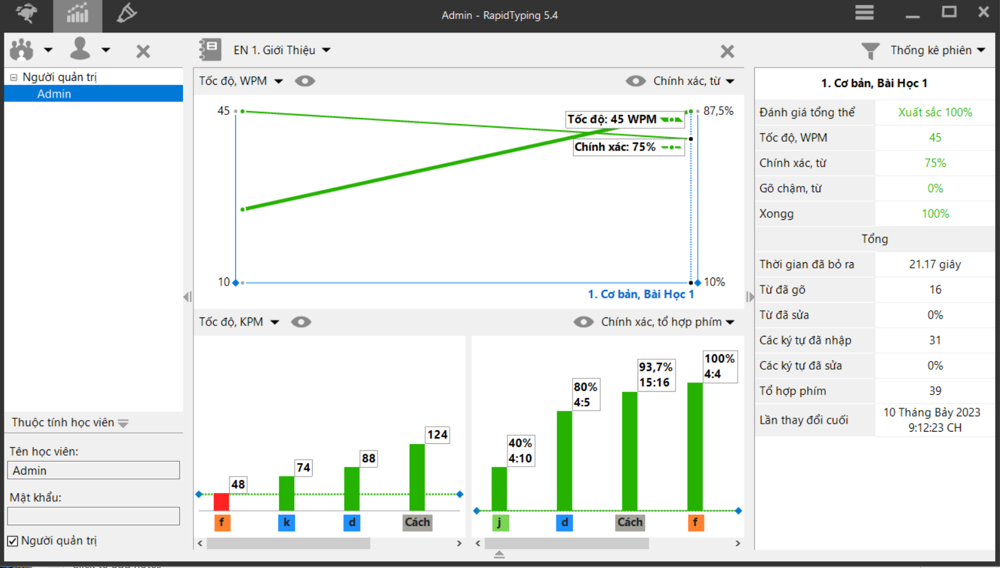 Admin - RapidTyping 5.4
EN 1. Giới Thiệu
Thống kê phiên
Người quản trị
Admin
Tốc độ, WPM
Chính xác, từ
45
87,5%
Tốc độ: 45 WPM
Chính xác: 75%
10
10%
1. Cơ bản, Bài Học 1
Tốc độ, KPM
Chính xác, tổ hợp phím
48
74
88
124
f
k
d
Cách
40%
4:10
80%
4:5
93,7%
15:16
100%
4:4
j
d
Cách
f
1. Cơ bản, Bài Học 1
Đánh giá tổng thể
Xuất sắc 100%
Tốc độ, WPM
45
Chính xác, từ
75%
Gõ chậm, từ
0%
Xongg
100%
Tổng
Thời gian đã bỏ ra
21.17 giây
Từ đã gõ
16
Từ đã sửa
0%
Các ký tự đã nhập
31
Các ký tự đã sửa
0%
Tổ hợp phím
39
Lần thay đổi cuối
10 Tháng Bảy 2023
9:12:23 CH
Thuộc tính học viên
Tên học viên:
Admin
Mật khẩu:
Người quản trị